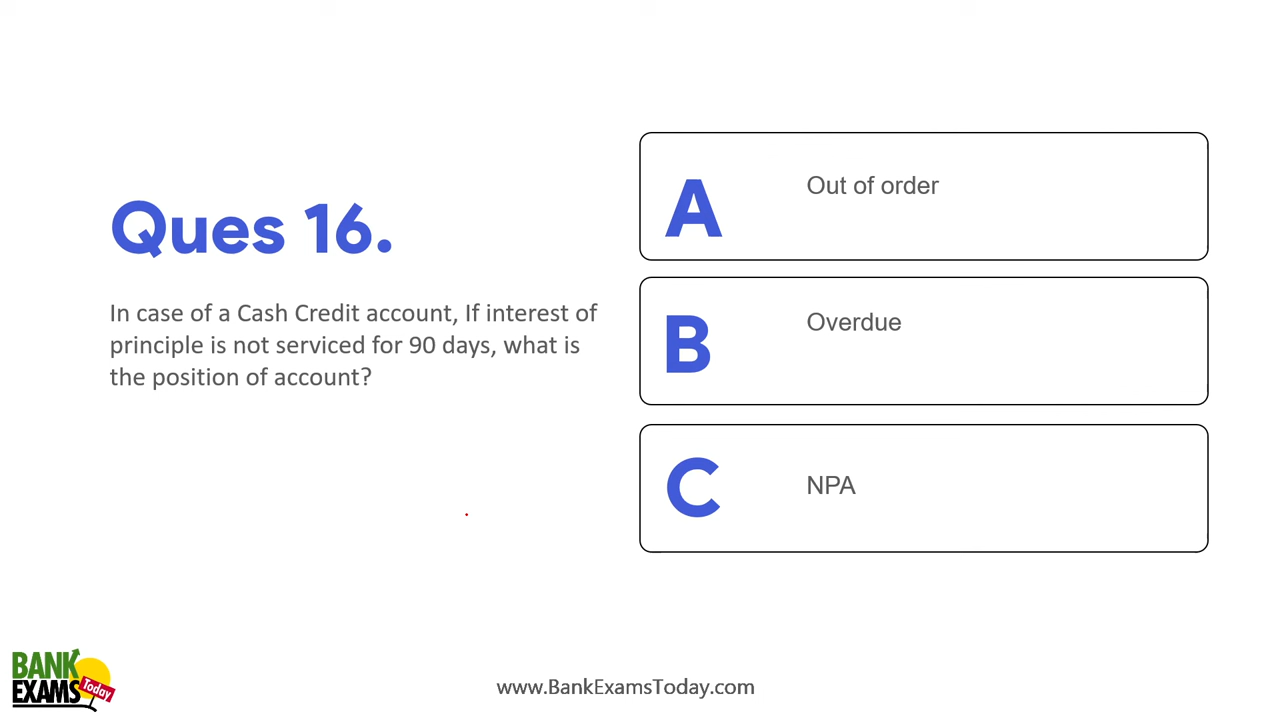 Ques 16.
In case of a Cash Credit account, If interest of
principle is not serviced for 90 days, what is
the position of account?
A
Out of order
B
Overdue
C
NPA
BANK
EXAMS
Today
www.BankExamsToday.com